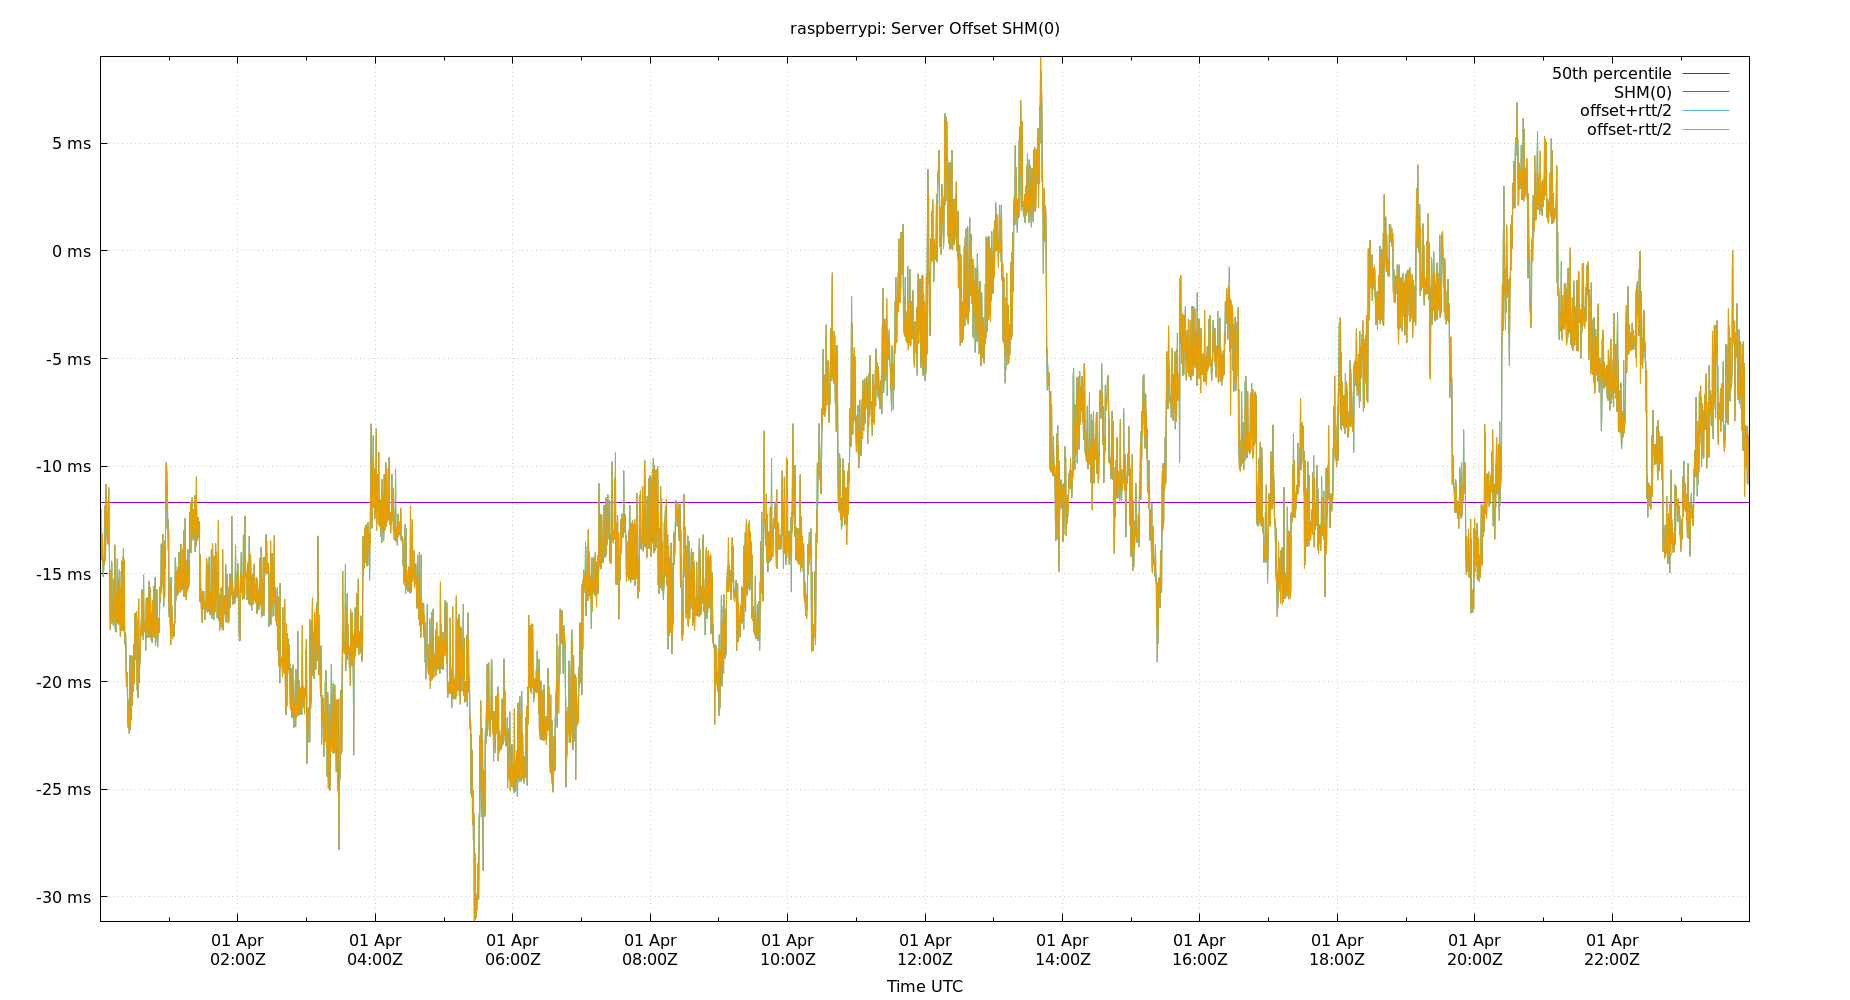 raspberrypi: Server Offset SHM(0)
50th percentile
SHM(0)
offset+rtt/2
offset-rtt/2
5 ms
0 ms
-5 ms
-10 ms
-15 ms
-20 ms
-25 ms
-30 ms
01 Apr 01 Apr 01 Apr 01 Apr 01 Apr 01 Apr 01 Apr 01 Apr 01 Apr 01 Apr 01 Apr
02:00Z 04:00Z 06:00Z 08:00Z 10:00Z 12:00Z 14:00Z 16:00Z 18:00Z 20:00Z 22:00Z
Time UTC